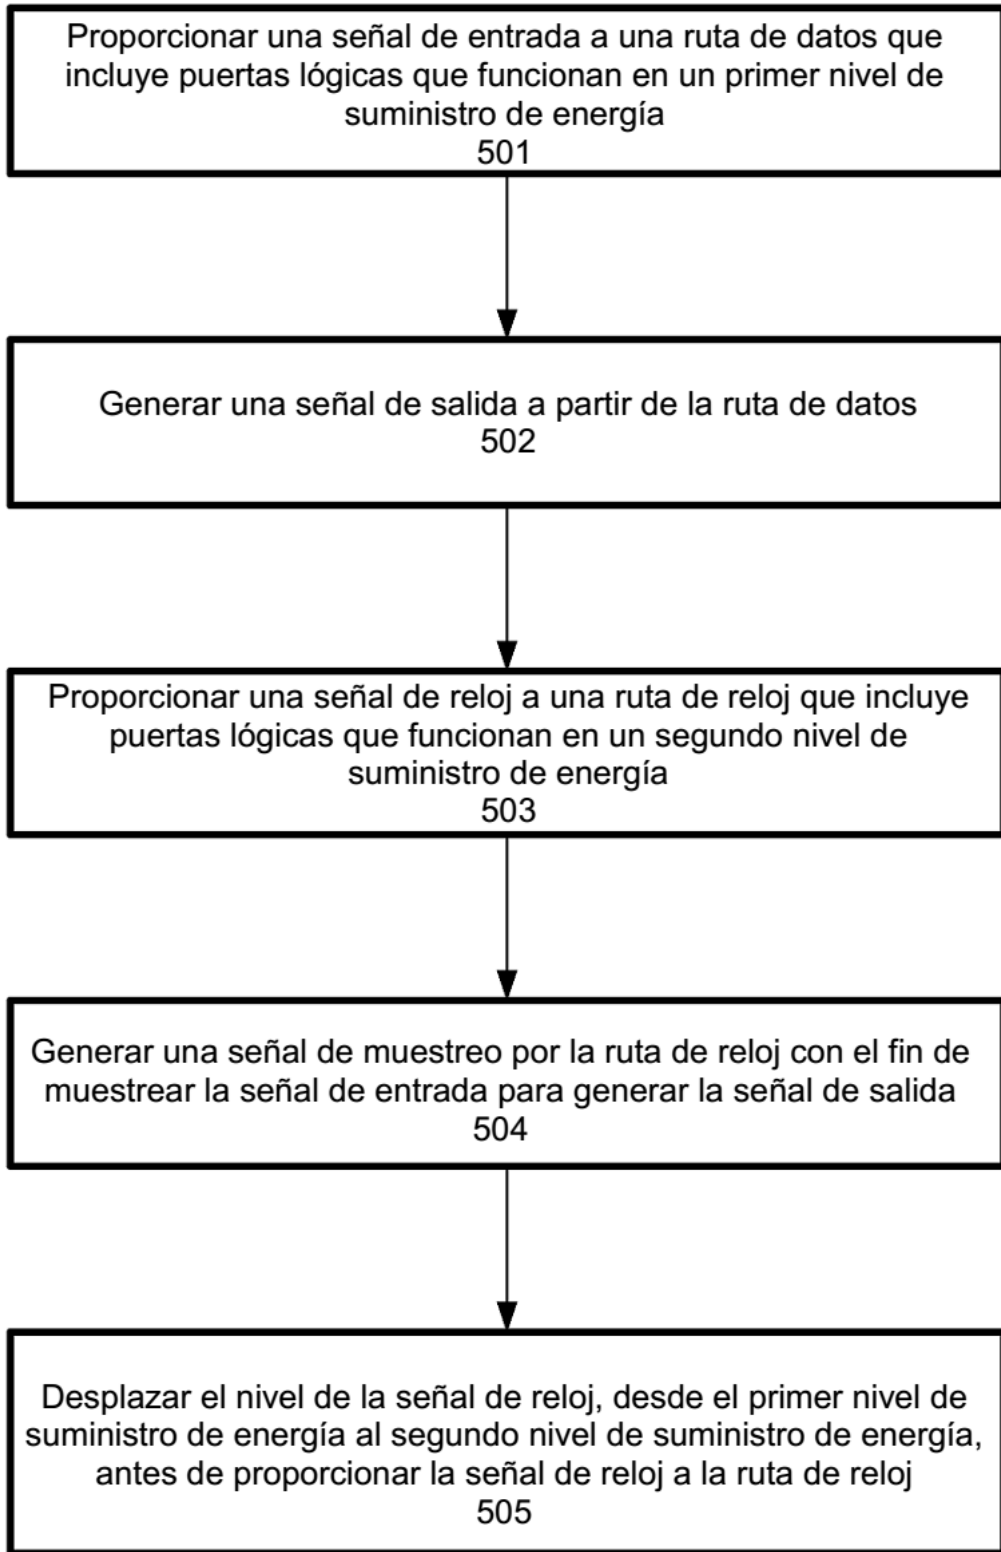 Proporcionar una señal de entrada a una ruta de datos que
incluye puertas lógicas que funcionan en un primer nivel de
suministro de energía
501
Generar una señal de salida a partir de la ruta de datos
502
Proporcionar una señal de reloj a una ruta de reloj que incluye
puertas lógicas que funcionan en un segundo nivel de
suministro de energía
503
Generar una señal de muestreo por la ruta de reloj con el fin de
muestrear la señal de entrada para generar la señal de salida
504
Desplazar el nivel de la señal de reloj, desde el primer nivel de
suministro de energía al segundo nivel de suministro de energía,
antes de proporcionar la señal de reloj a la ruta de reloj
505